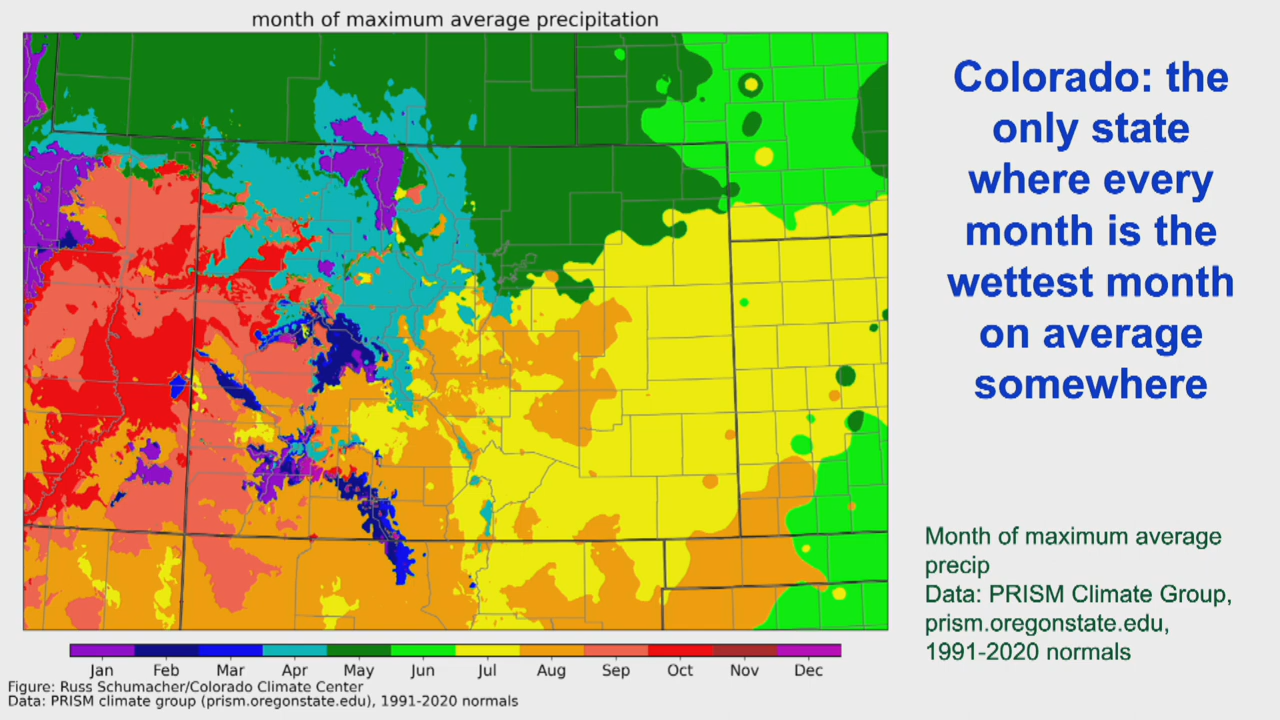 month of maximum average precipitation
Colorado: the
only state
where every
month is the
wettest month
on average
somewhere
Month of maximum average
precip
Data: PRISM Climate Group,
prism.oregonstate.edu,
1991-2020 normals
Jan Feb Mar Apr May Jun Jul Aug Sep Oct Nov Dec
Figure: Russ Schumacher/Colorado Climate Center
Data: PRISM climate group (prism.oregonstate.edu), 1991-2020 normals